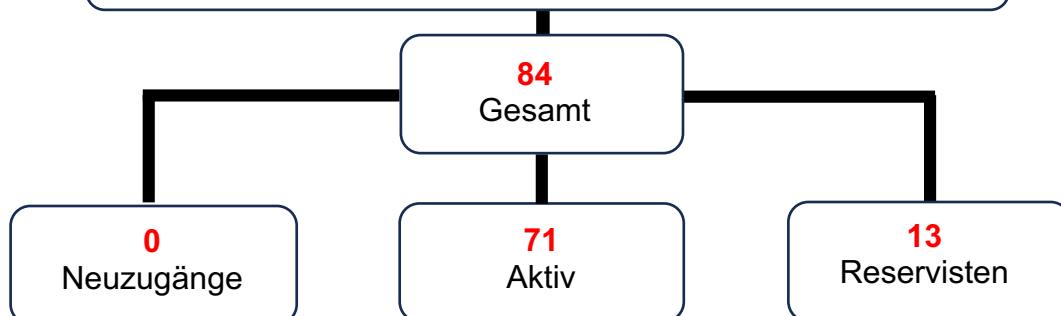 84
Gesamt
0
Neuzugänge
71
Aktiv
13
Reservisten